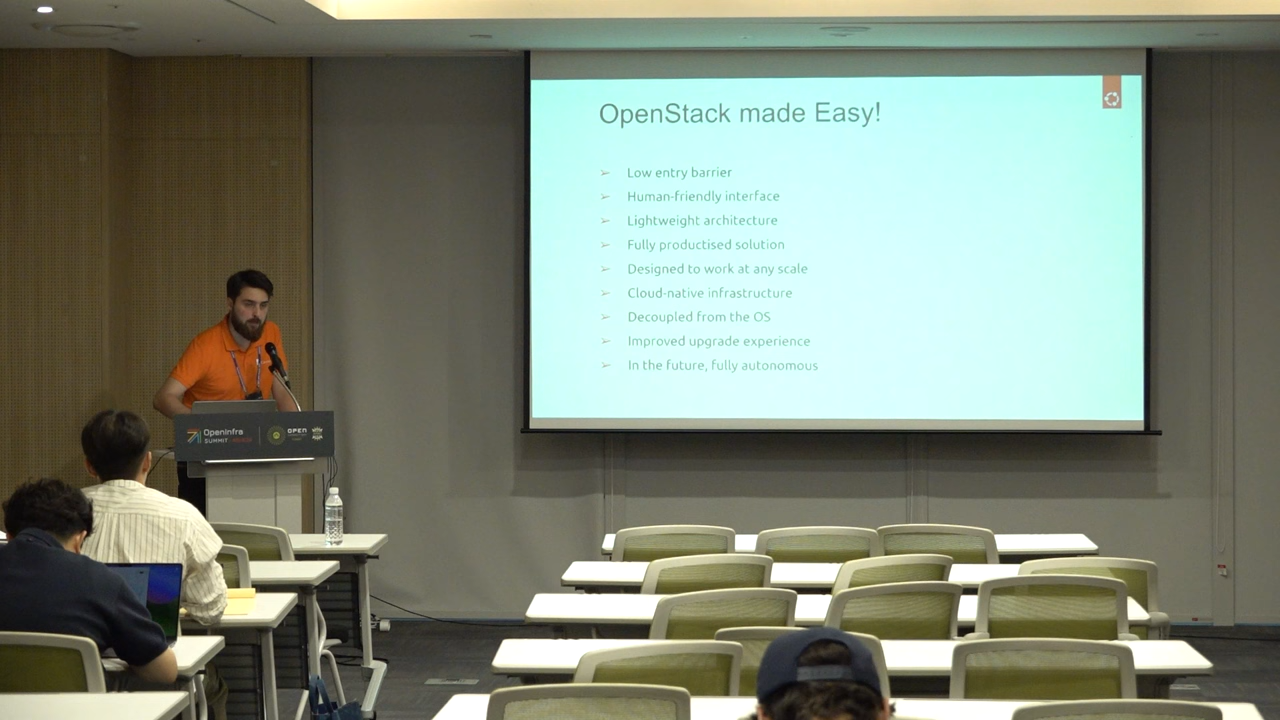 OpenStack made Easy!
➢ Low entry barrier
➢ Human-friendly interface
➢ Lightweight architecture
➢ Fully productised solution
➢ Designed to work at any scale
➢ Cloud-native infrastructure
➢ Decoupled from the OS
➢ Improved upgrade experience
➢ In the future, fully autonomous
OpenInfra
SUMMIT
OPEN